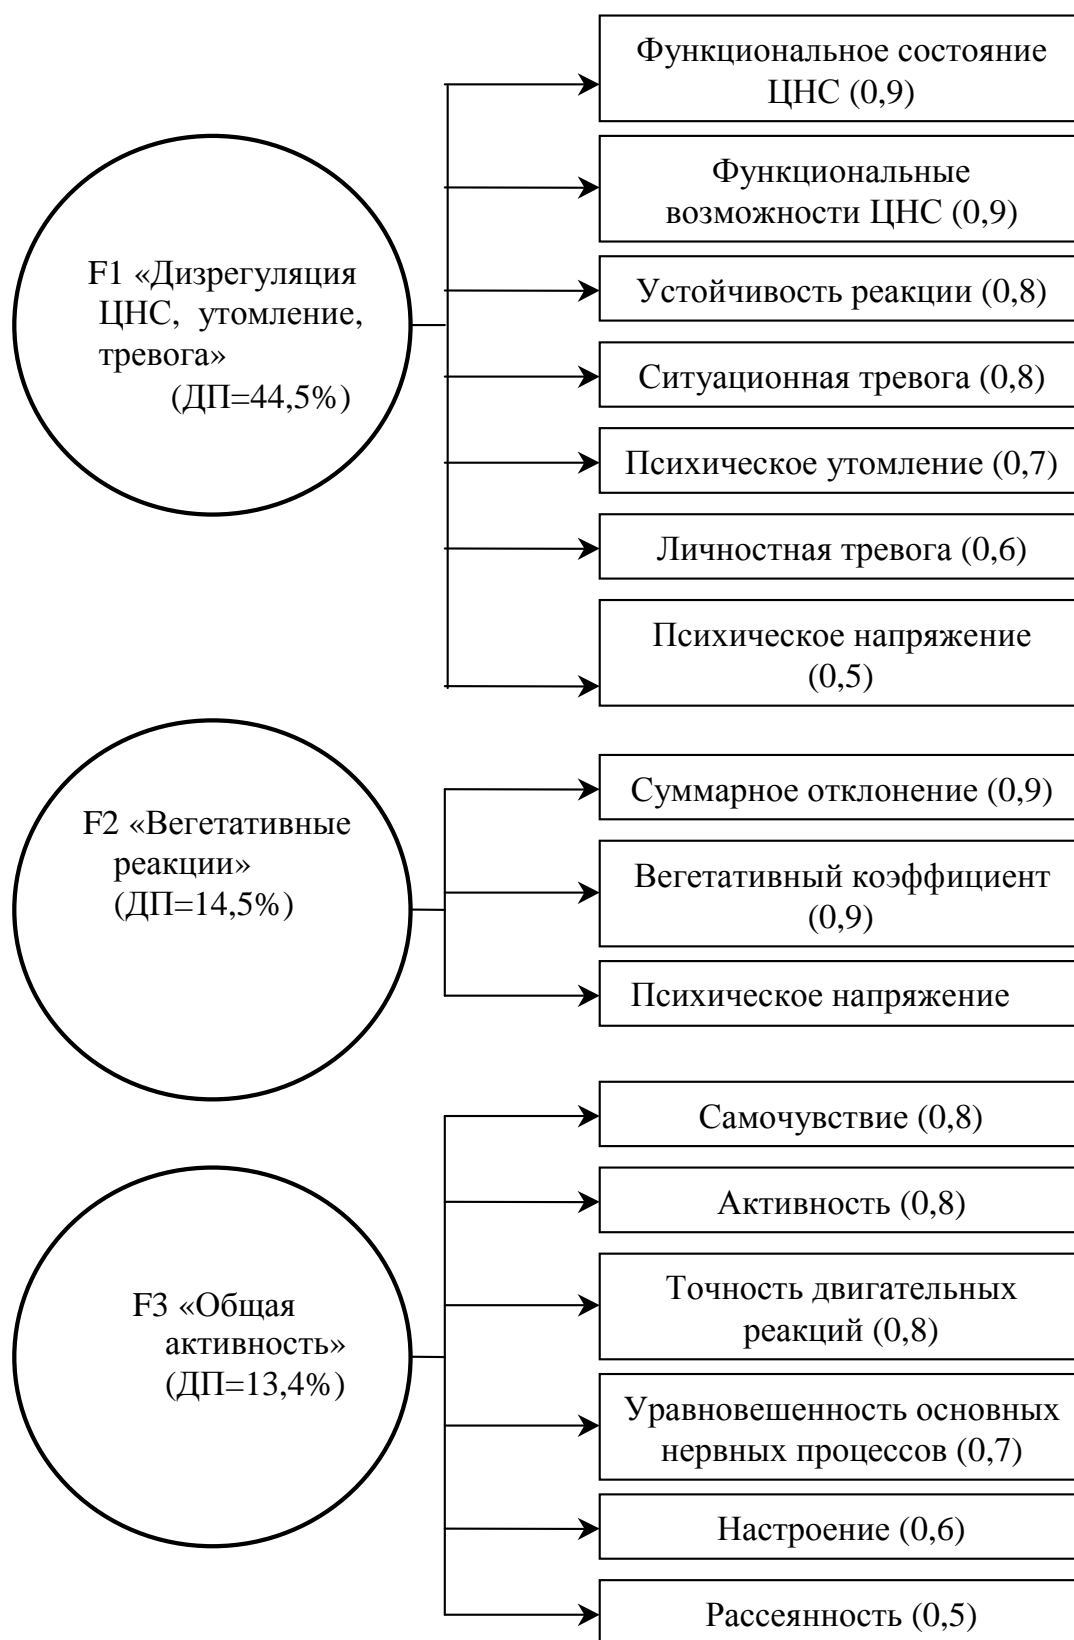 Функциональное состояние
ЦНС (0,9)
Функциональные
возможности ЦНС (0,9)
F1 «Дизрегуляция
ЦНС, утомление,
тревога»
(ДП=44,5%)
Устойчивость реакции (0,8)
Ситуационная тревога (0,8)
Психическое утомление (0,7)
Личностная тревога (0,6)
Психическое напряжение
(0,5)
F2 «Вегетативные
реакции»
(ДП=14,5%)
Суммарное отклонение (0,9)
Вегетативный коэффициент
(0,9)
Психическое напряжение
F3 «Общая
активность»
(ДП=13,4%)
Самочувствие (0,8)
Активность (0,8)
Точность двигательных
реакций (0,8)
Уравновешенность основных
нервных процессов (0,7)
Настроение (0,6)
Рассеянность (0,5)